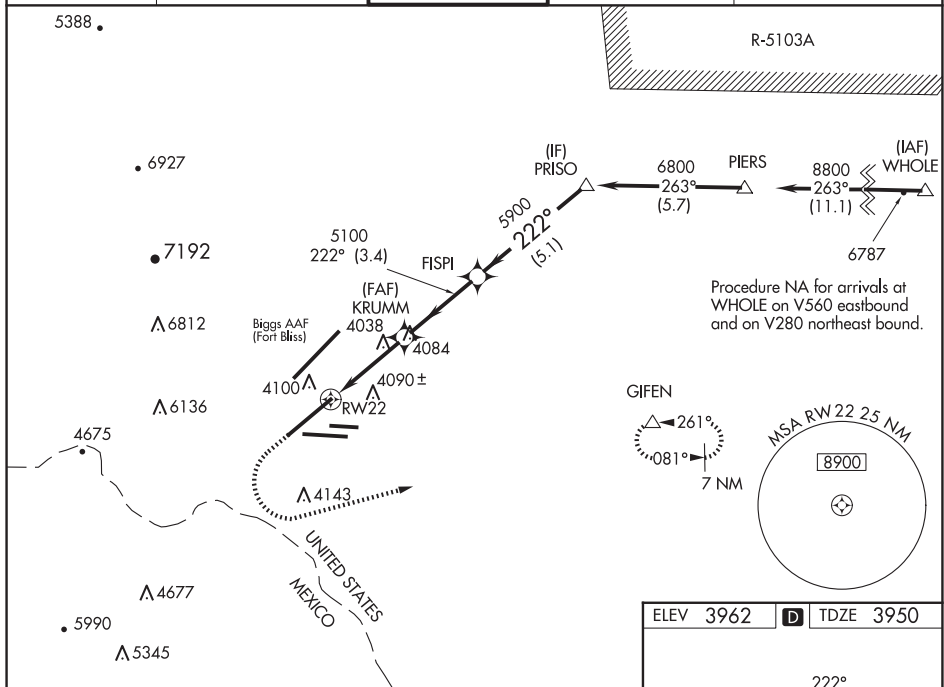 5388
R-5103A
6927
(IF)
PRISO
6800
263°
(5.7)
PIERS
8800
263°
(11.1)
(IAF)
WHOLE
6787
5900
222°
(5.1)
5100
222° (3.4)
FISPI
7192
Procedure NA for arrivals at
WHOLE on V560 eastbound
and on V280 northeast bound.
(FAF)
KRUMM
6812
Biggs AAF
(Fort Bliss)
4038
4084
4100
4090±
RW22
6136
GIFEN
261°
081°
7 NM
MSA RW 22 25 NM
8900
4675
4143
UNITED STATES
MEXICO
4677
5990
5345
ELEV 3962 D TDZE 3950
222°